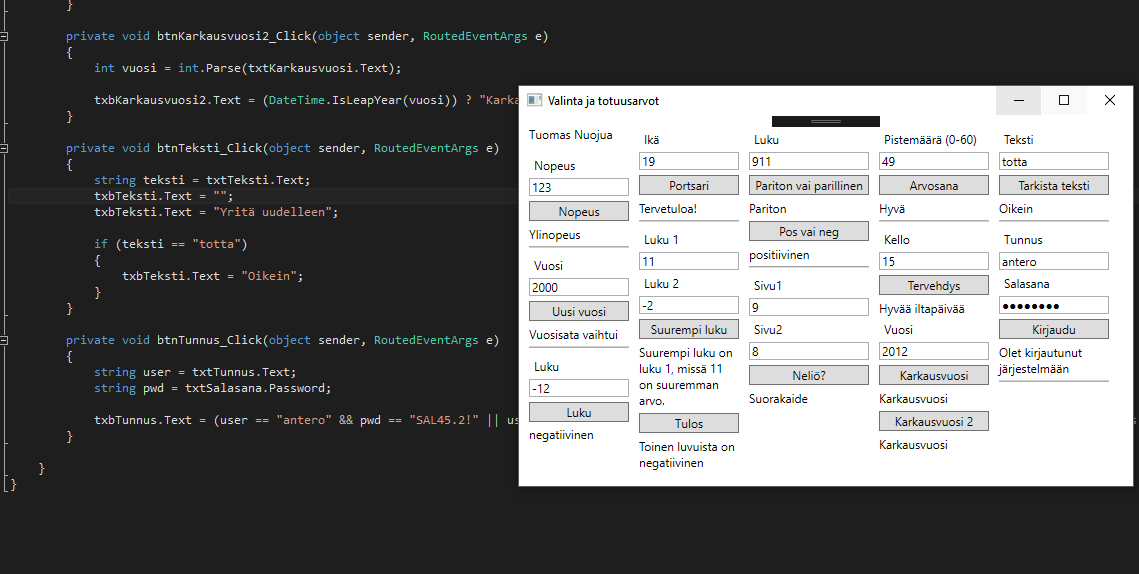 }
private void btnKarkausvuosi2_Click(object sender, RoutedEventArgs e)
{
int vuosi = int.Parse(txtKarkausvuosi.Text);
txbKarkausvuosi2.Text = (DateTime.IsLeapYear(vuosi)) ? "Karka
}
private void btnTeksti_Click(object sender, RoutedEventArgs e)
{
string teksti = txtTeksti.Text;
txbTeksti.Text = "";
txbTeksti.Text = "Yritä uudelleen";
if (teksti == "totta")
{
txbTeksti.Text = "Oikein";
}
}
private void btnTunnus_Click(object sender, RoutedEventArgs e)
{
string user = txtTunnus.Text;
string pwd = txtSalasana.Password;
txbTunnus.Text = (user == "antero" && pwd == "SAL45.2!" || us
}
}
}
Valinta ja totuusarvot
Tuomas Nuojua
Nopeus
123
Nopeus
Ylinopeus
Vuosi
2000
Uusi vuosi
Vuosisata vaihtui
Luku
-12
Luku
negatiivinen
Ikä
19
Portsari
Tervetuloa!
Luku 1
11
Luku 2
-2
Suurempi luku
Suurempi luku on
luku 1, missä 11
on suuremman
arvo.
Tulos
Toinen luvuista on
negatiivinen
Luku
911
Pariton vai parillinen
Pariton
Pos vai neg
positiivinen
Sivu1
9
Sivu2
8
Neliö?
Suorakaide
Pistemäärä (0-60)
49
Arvosana
Hyvä
Kello
15
Tervehdys
Hyvää iltapäivää
Vuosi
2012
Karkausvuosi
Karkausvuosi
Karkausvuosi 2
Karkausvuosi
Teksti
totta
Tarkista teksti
Oikein
Tunnus
antero
Salasana
●●●●●●●●
Kirjaudu
Olet kirjautunut
järjestelmään